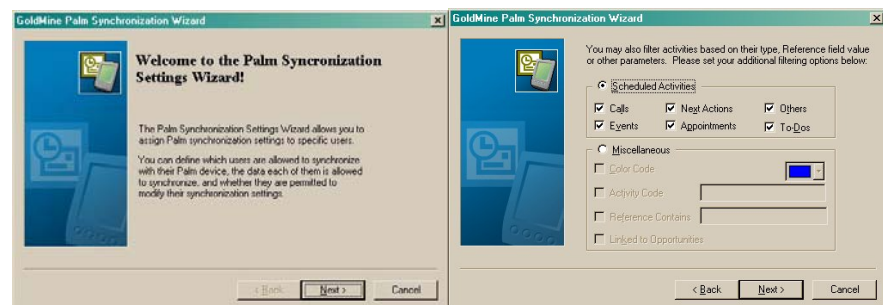 GoldMine Palm Synchronization Wizard
Welcome to the Palm Syncronization
Settings Wizard!
The Palm Synchronization Settings Wizard allows you to
assign Palm synchronization settings to specific users.
You can define which users are allowed to synchronize
with their Palm device, the data each of them is allowed
to synchronize, and whether they are permitted to
modify their synchronization settings.
< Back Next > Cancel
GoldMine Palm Synchronization Wizard
You may also filter activities based on their type, Reference field value
or other parameters. Please set your additional filtering options below:
Scheduled Activities
Calls Next Actions Others
Events Appointments To-Dos
Miscellaneous
Color Code
Activity Code
Reference Contains
Linked to Opportunities
< Back Next > Cancel